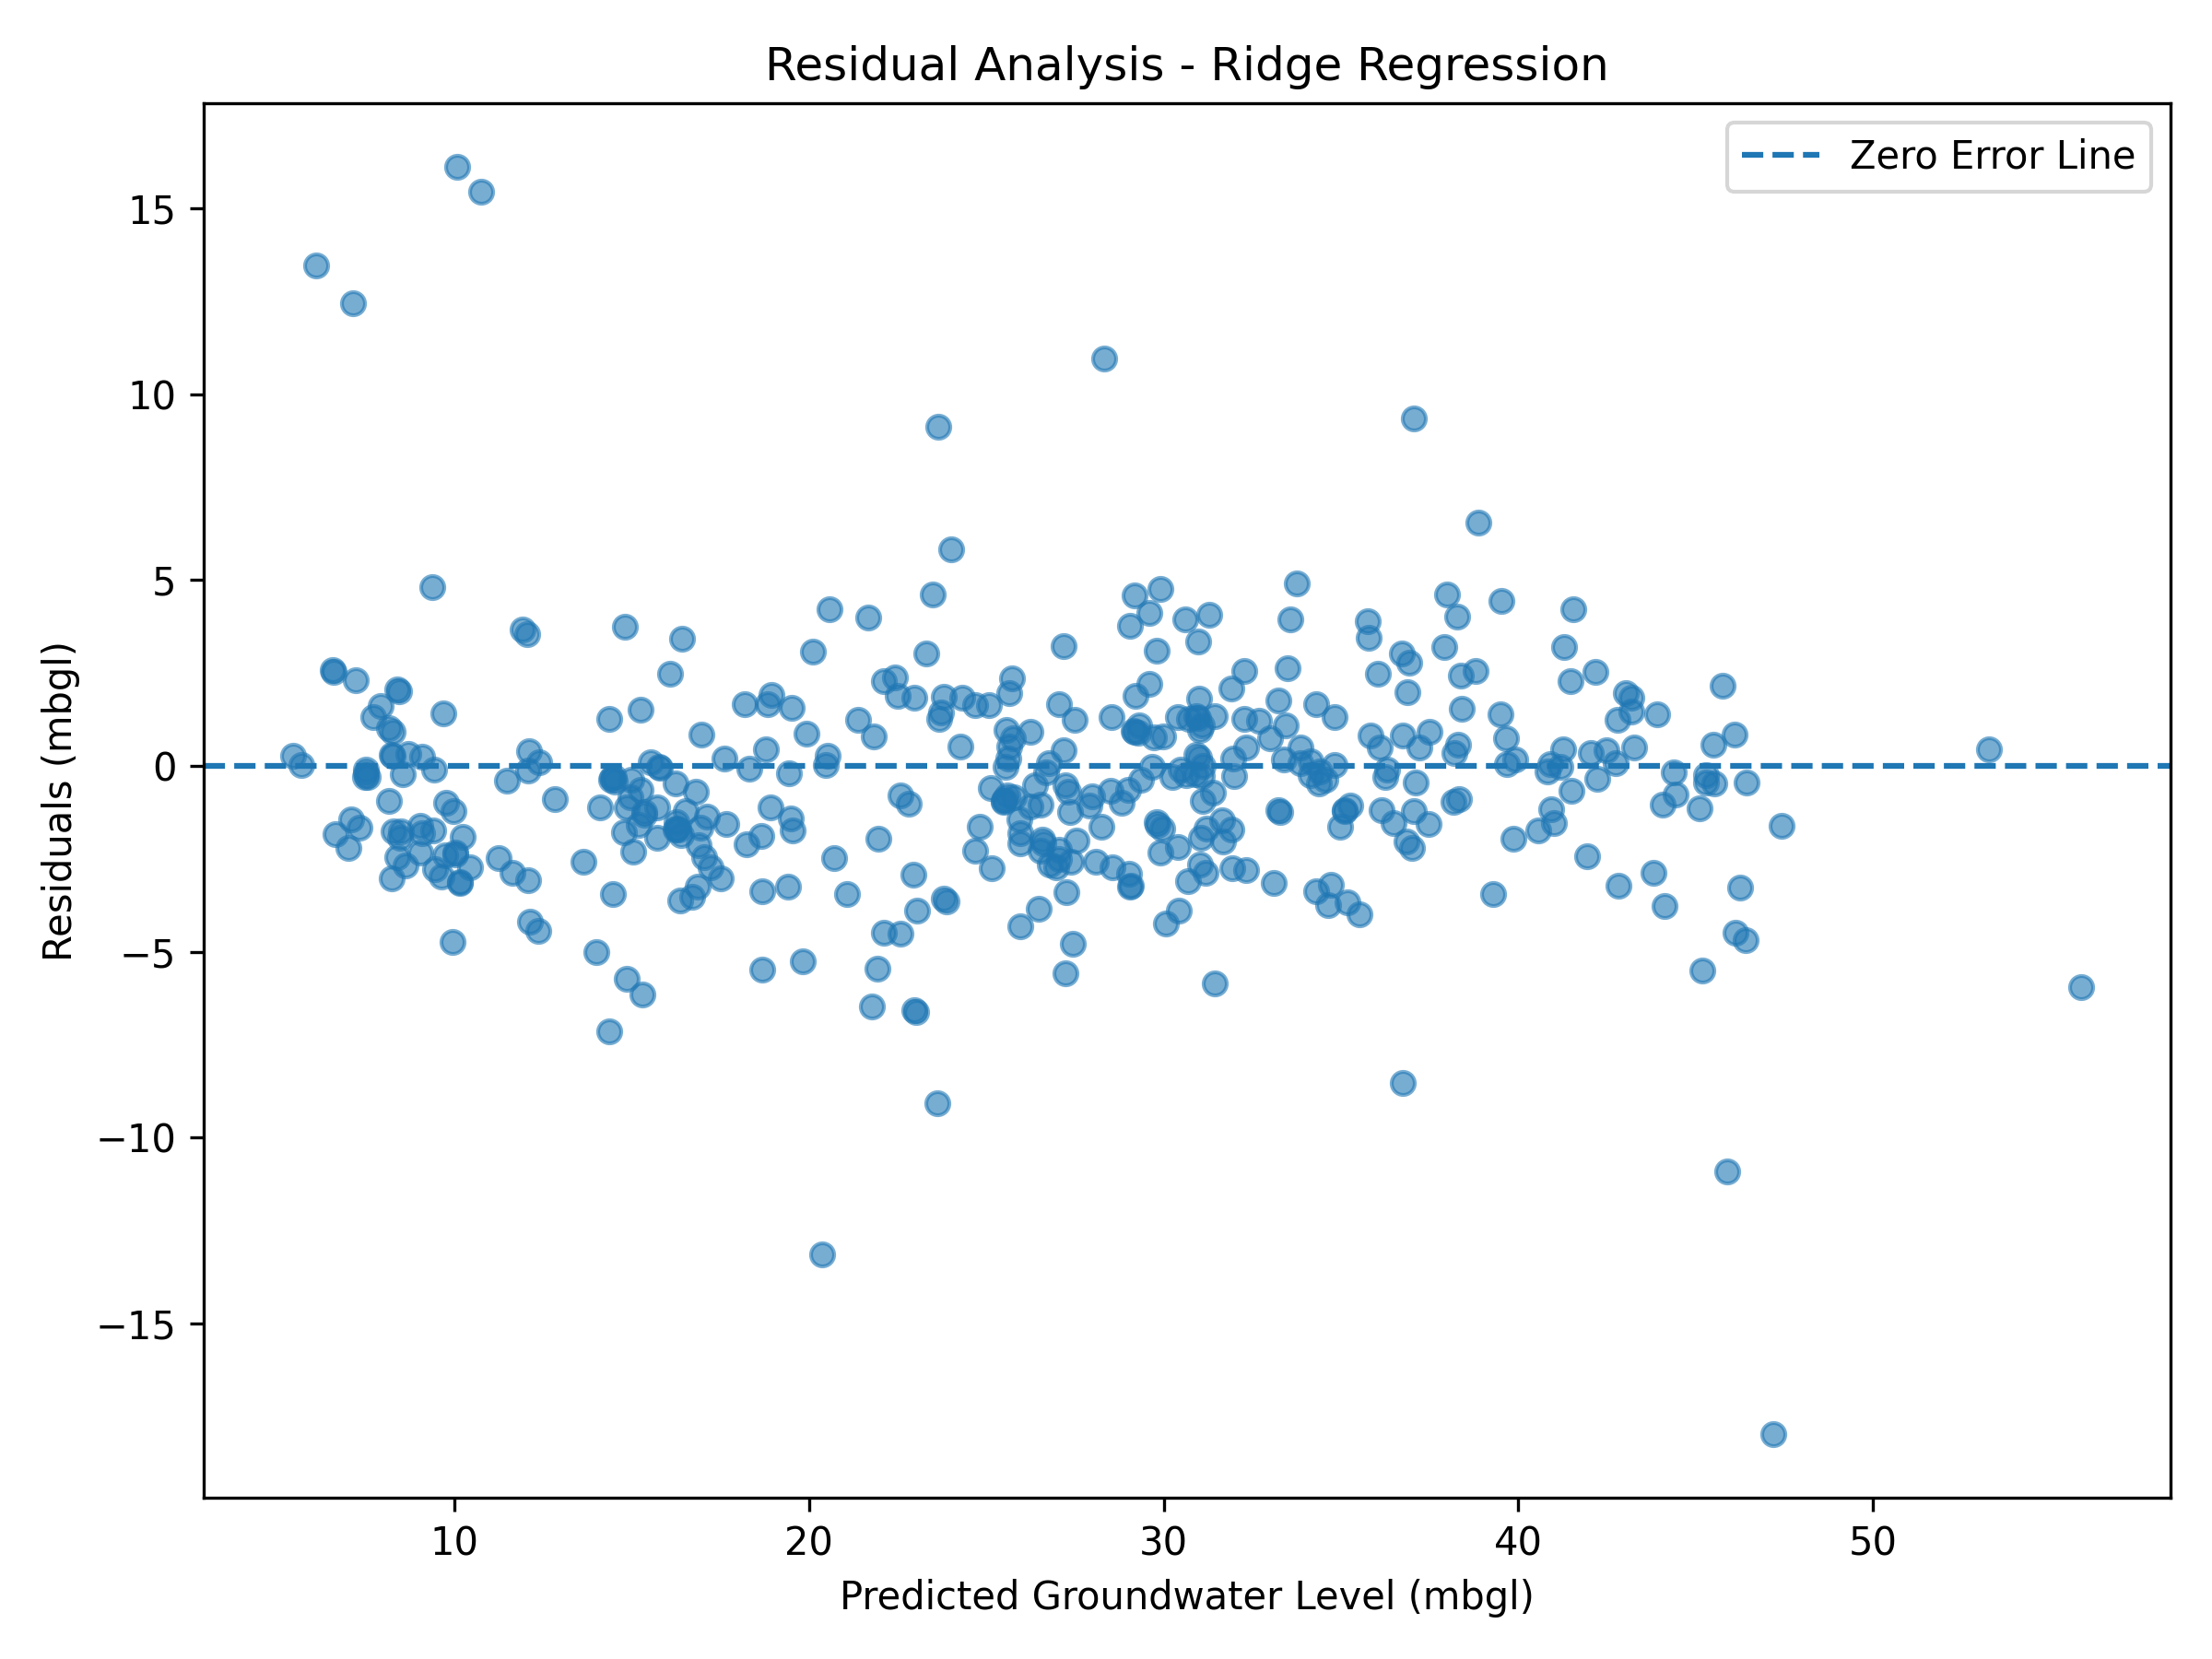 Residual Analysis - Ridge Regression
Zero Error Line
15
10
5
0
−5
−10
−15
Residuals (mbgl)
10 20 30 40 50
Predicted Groundwater Level (mbgl)